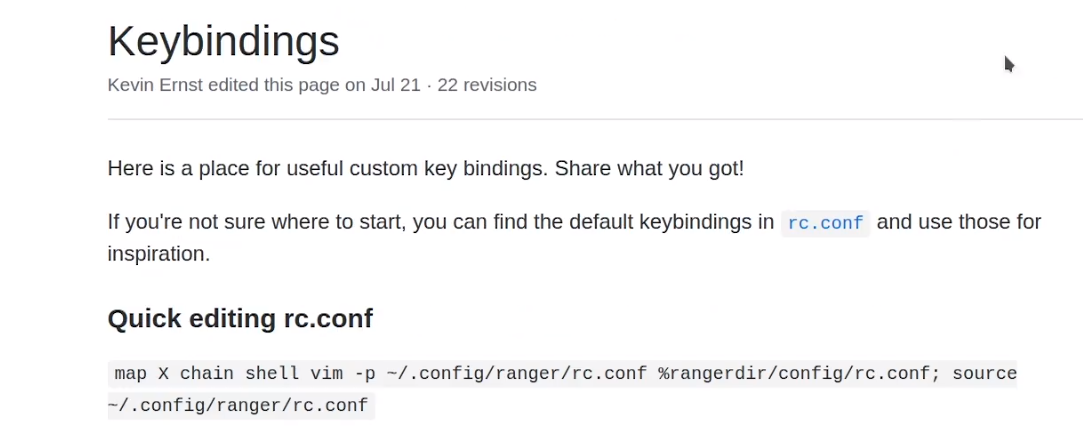 Keybindings
Kevin Ernst edited this page on Jul 21 · 22 revisions
Here is a place for useful custom key bindings. Share what you got!
If you're not sure where to start, you can find the default keybindings in rc.conf and use those for
inspiration.
Quick editing rc.conf
map X chain shell vim -p ~/.config/ranger/rc.conf %rangerdir/config/rc.conf; source
~/.config/ranger/rc.conf